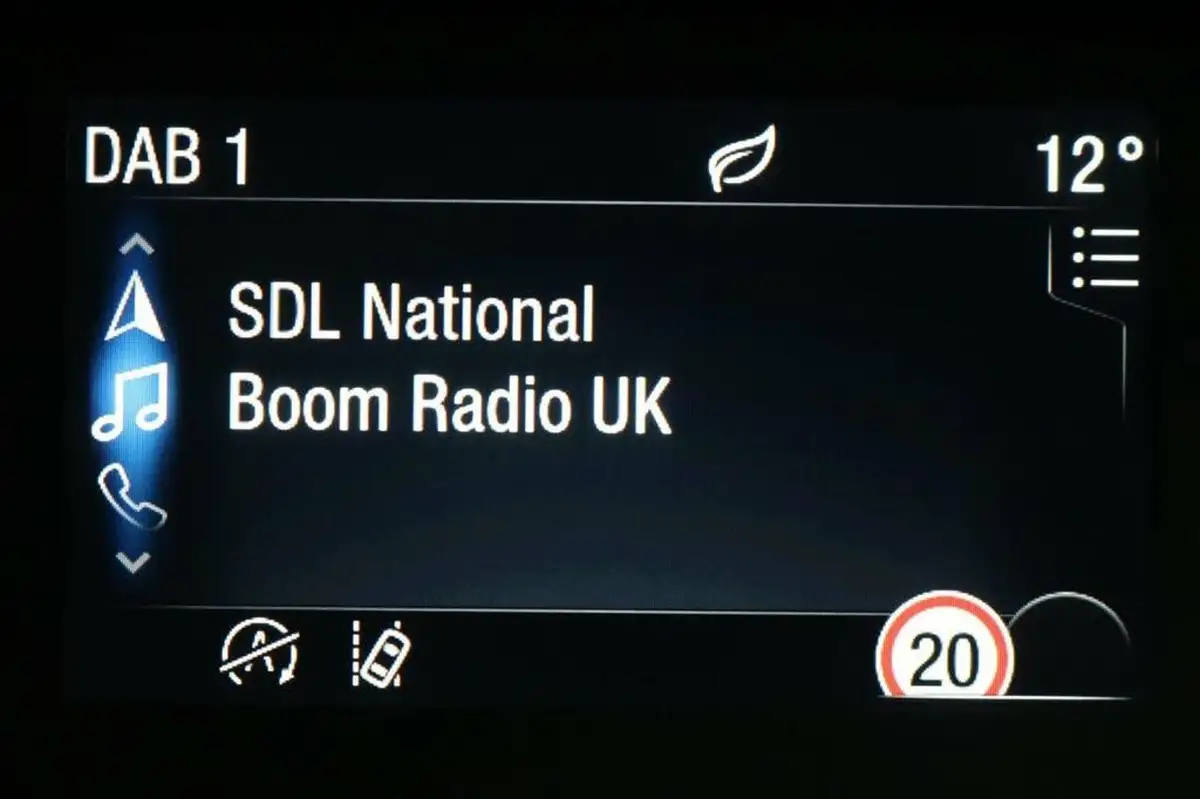 DAB 1
12°
SDL National
Boom Radio UK
A
20